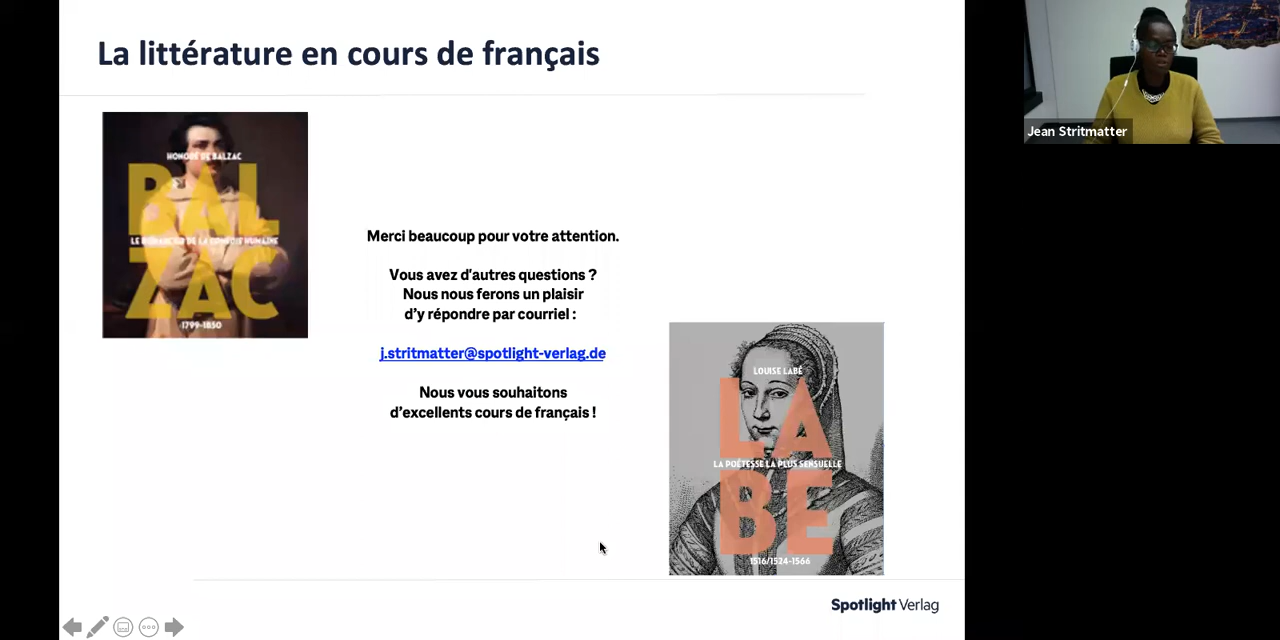 La littérature en cours de français
HONORÉ DE BALZAC
BAL
LE ROMANCIER DE LA COMÉDIE HUMAINE
ZAC
1799-1850
Merci beaucoup pour votre attention.
Vous avez d'autres questions ?
Nous nous ferons un plaisir
d'y répondre par courriel :
j.stritmatter@spotlight-verlag.de
Nous vous souhaitons
d'excellents cours de français !
LOUISE LABÉ
LA
LA POÉTESSE LA PLUS SENSUELLE
BE
1516/1524-1566
Spotlight Verlag
Jean Stritmatter